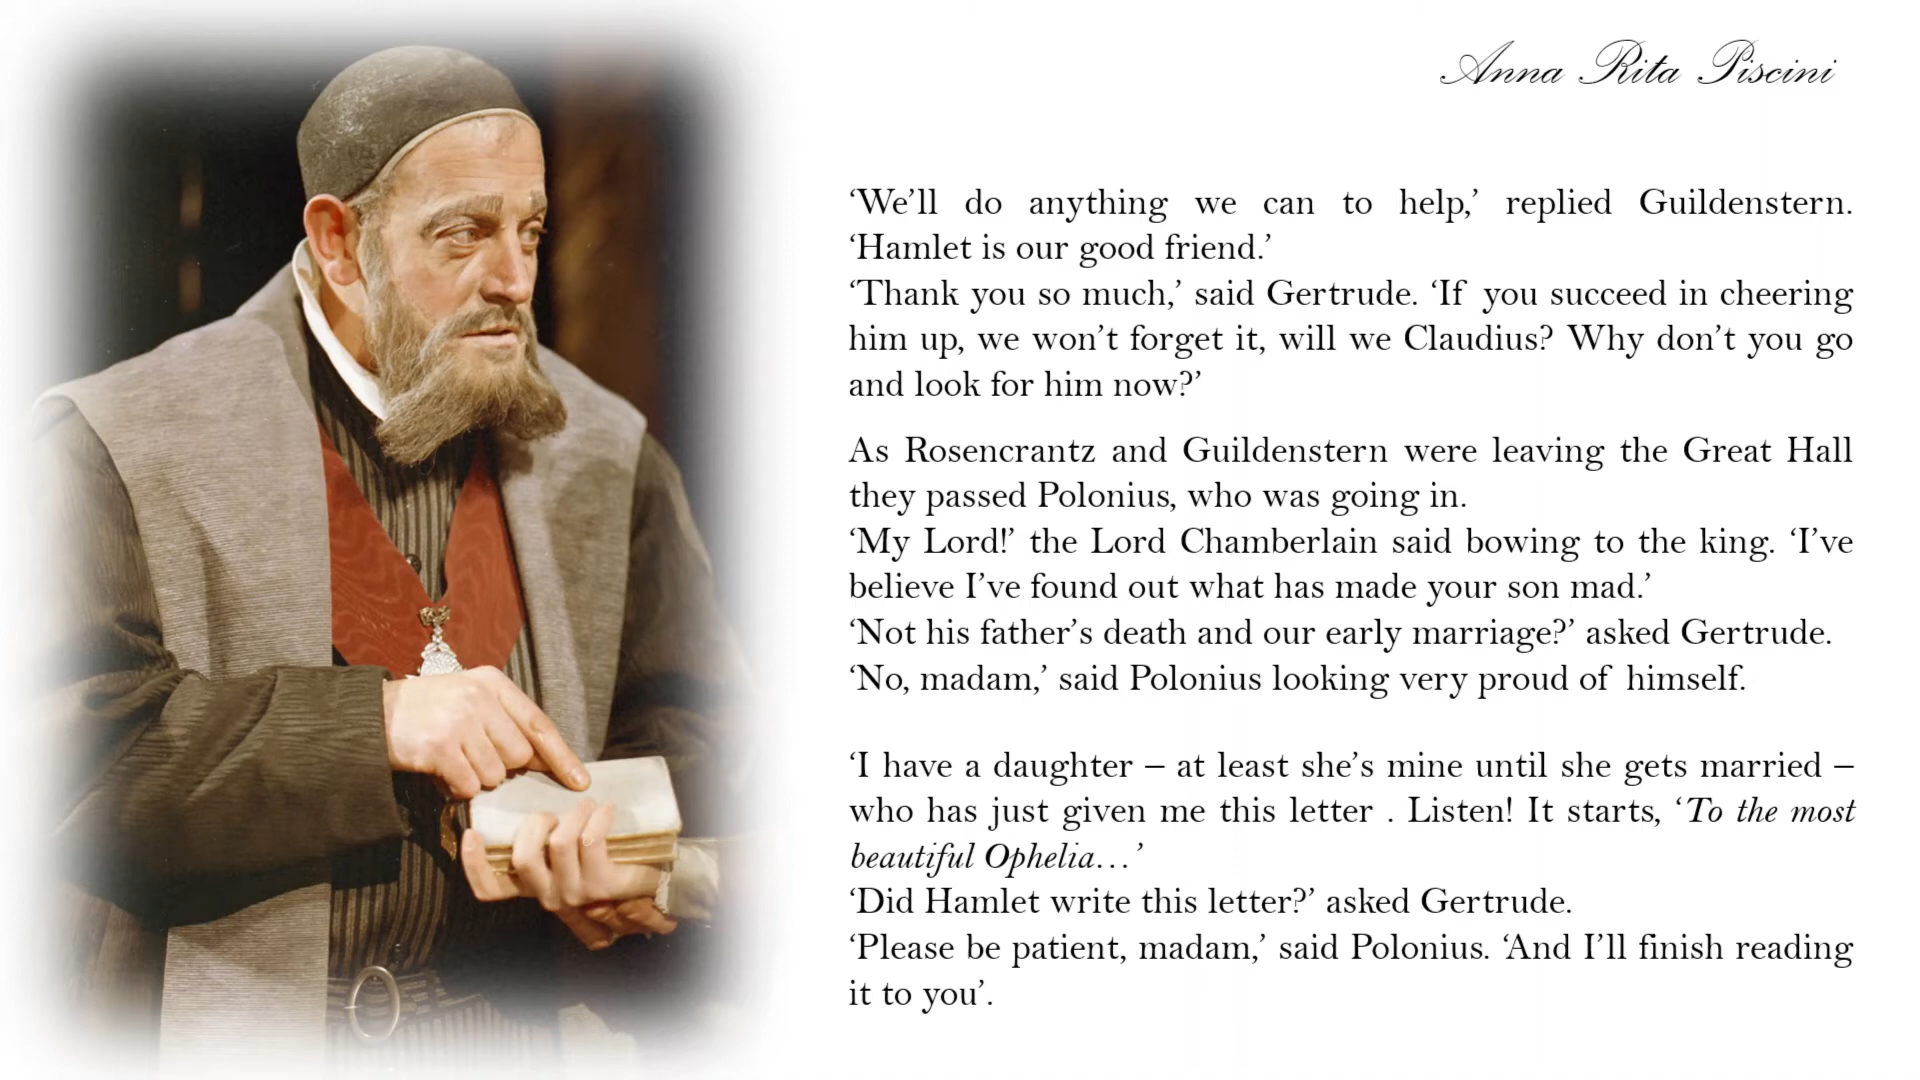 Anna Rita Piscini
‘We’ll do anything we can to help,’ replied Guildenstern.
‘Hamlet is our good friend.’
‘Thank you so much,’ said Gertrude. ‘If you succeed in cheering
him up, we won’t forget it, will we Claudius? Why don’t you go
and look for him now?’
As Rosencrantz and Guildenstern were leaving the Great Hall
they passed Polonius, who was going in.
‘My Lord!’ the Lord Chamberlain said bowing to the king. ‘I’ve
believe I’ve found out what has made your son mad.’
‘Not his father’s death and our early marriage?’ asked Gertrude.
‘No, madam,’ said Polonius looking very proud of himself.
‘I have a daughter – at least she’s mine until she gets married –
who has just given me this letter . Listen! It starts, ‘To the most
beautiful Ophelia…’
‘Did Hamlet write this letter?’ asked Gertrude.
‘Please be patient, madam,’ said Polonius. ‘And I’ll finish reading
it to you’.